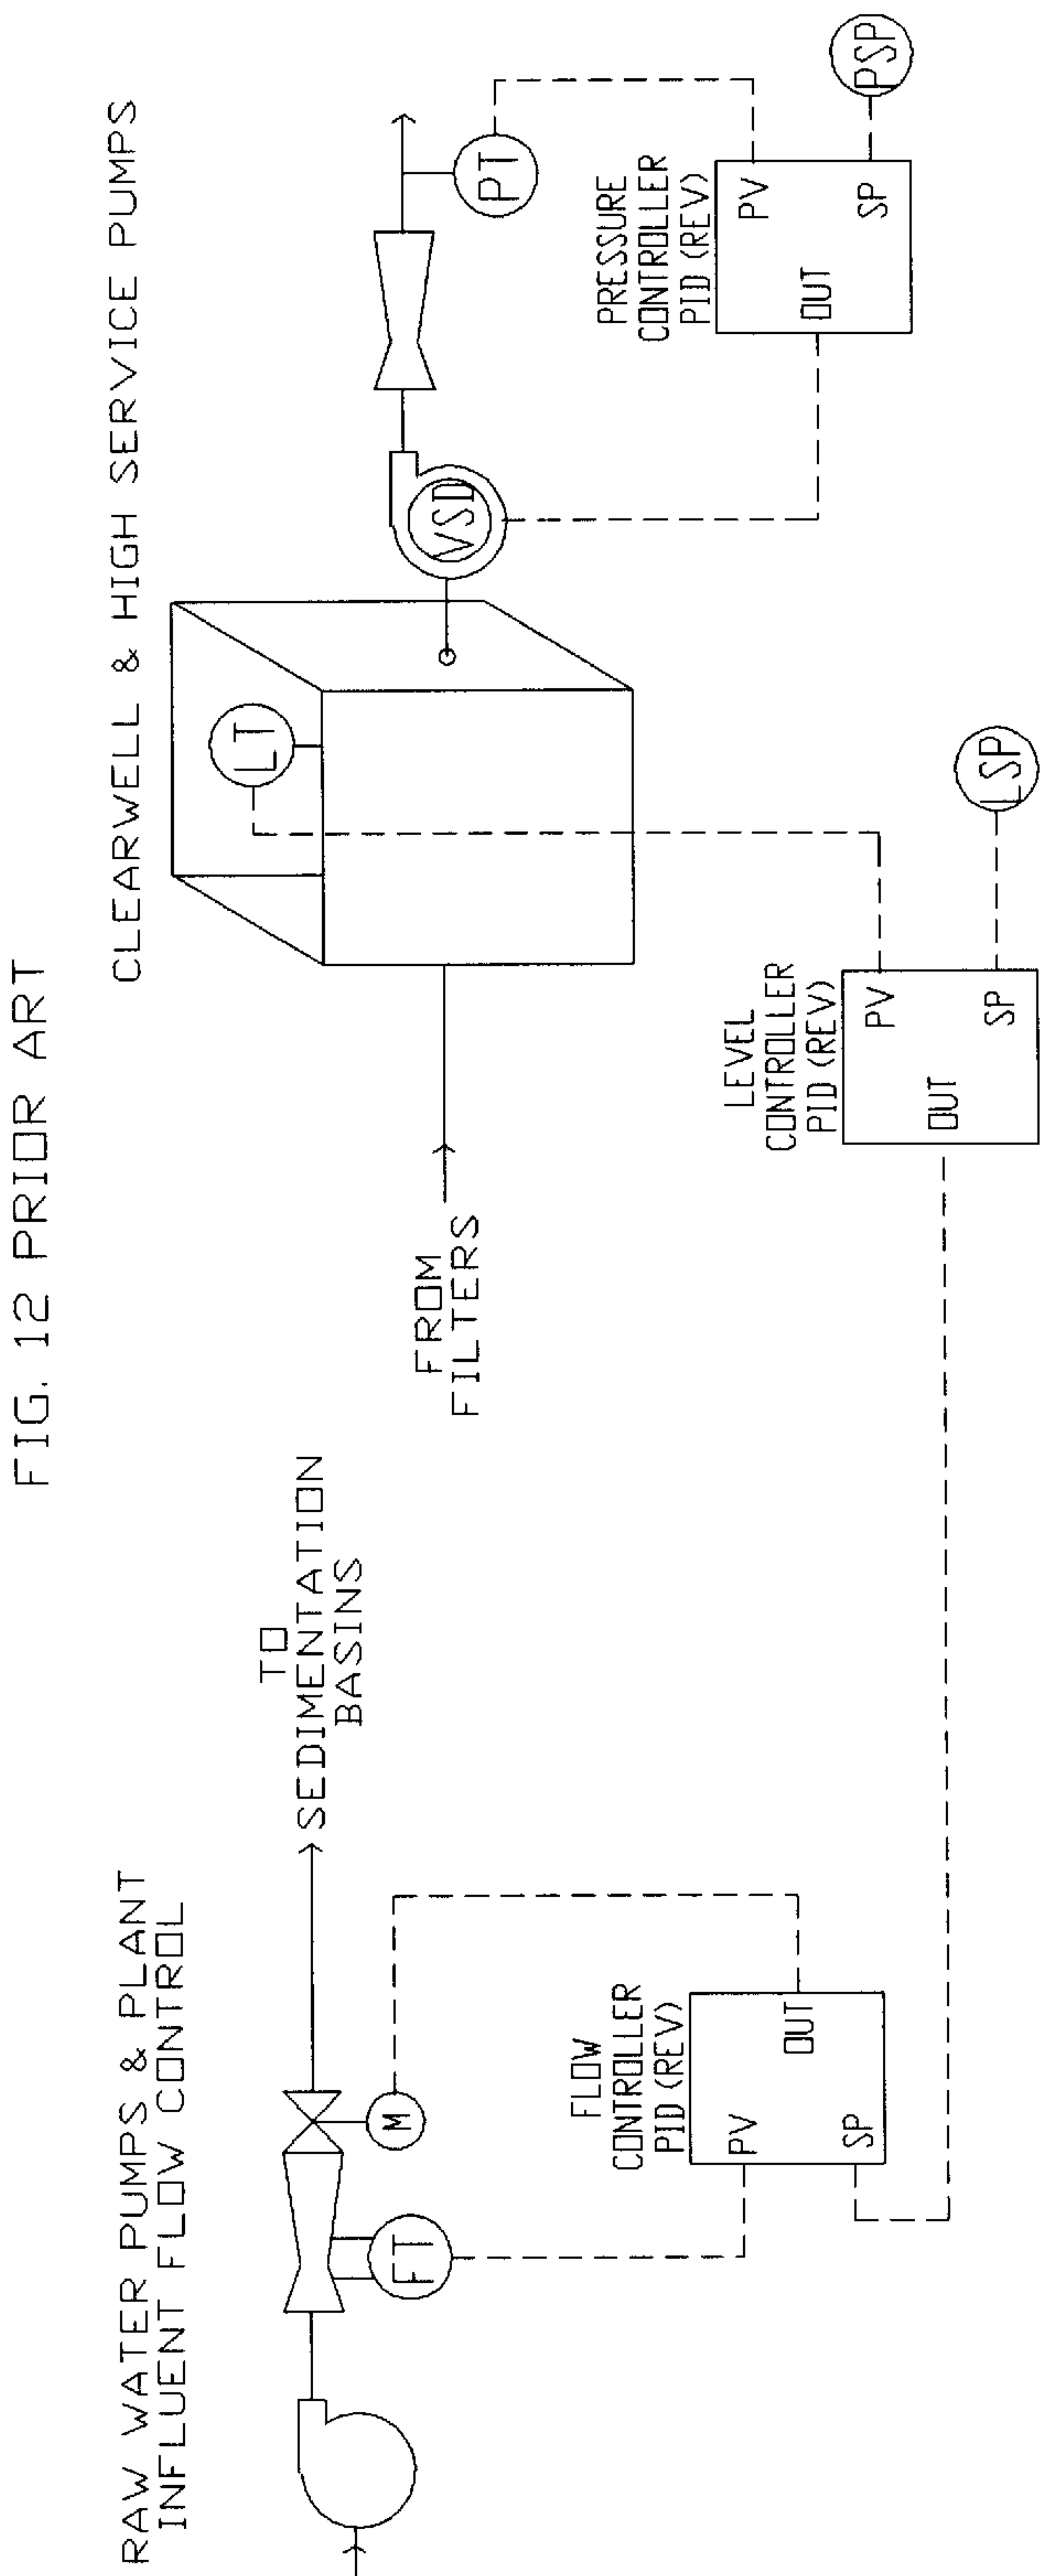 FIG. 12 PRIOR ART
RAW WATER PUMPS & PLANT
INFLUENT FLOW CONTROL
TO
SEDIMENTATION
BASINS
M
FT
FLOW
CONTROLLER
PID (REV)
PV
OUT
SP
CLEARWELL & HIGH SERVICE PUMPS
FROM
FILTERS
LT
VSD
PT
LEVEL
CONTROLLER
PID (REV)
PV
OUT
SP
LSP
PRESSURE
CONTROLLER
PID (REV)
PV
OUT
SP
PSP